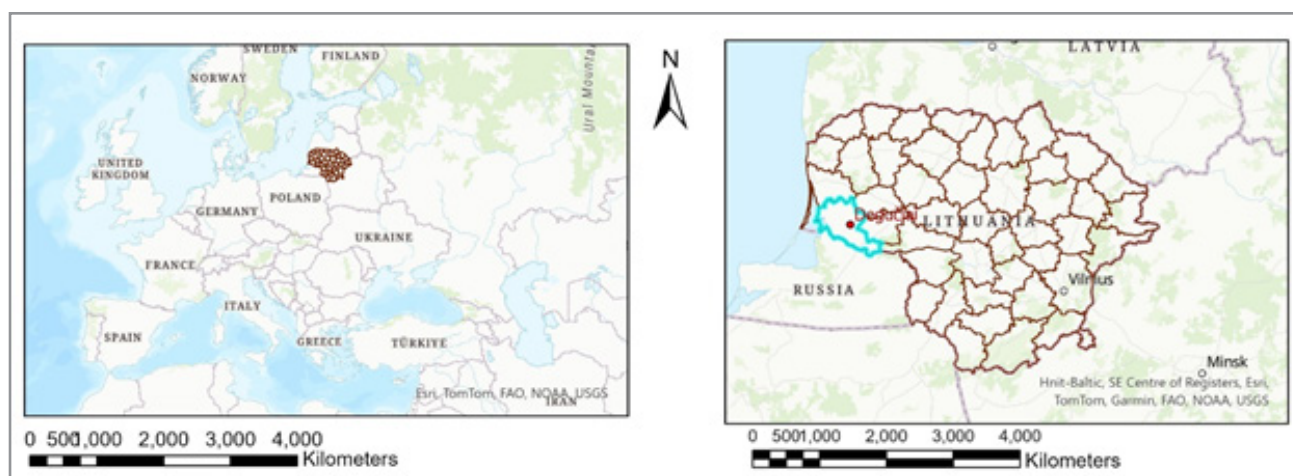 SWEDEN
FINLAND
NORWAY
Ural Mountai
UNITED
KINGDOM
POLAND
GERMANY
UKRAINE
FRANCE
ITALY
SPAIN
GREECE
TÜRKIYE
Esri, TomTom, FAO, NOAA, USGS
IRAN
0 500 1,000 2,000 3,000 4,000
Kilometers
N
LATVIA
LITHUANIA
RUSSIA
Vilnius
Minsk
Hnit-Baltic, SE Centre of Registers, Esri,
TomTom, Garmin, FAO, NOAA, USGS
0 500 1,000 2,000 3,000 4,000
Kilometers